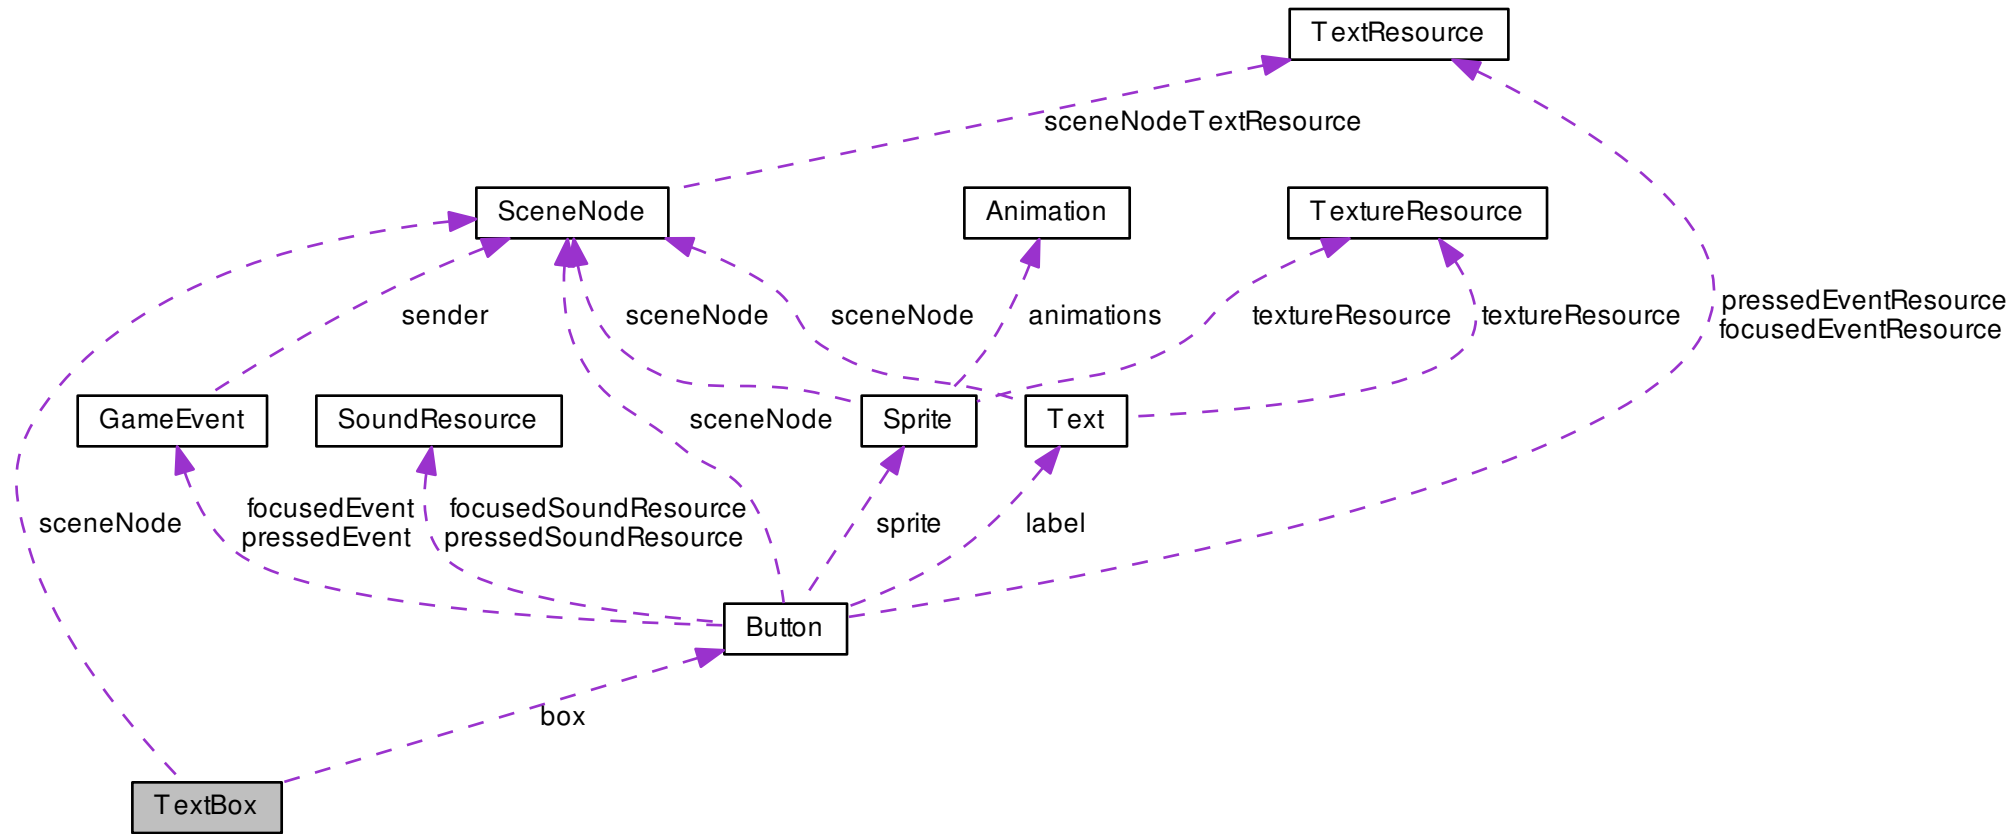 TextResource
sceneNodeTextResource
SceneNode
Animation
TextureResource
sender
sceneNode
sceneNode
animations
textureResource
textureResource
pressedEventResource
focusedEventResource
GameEvent
SoundResource
sceneNode
Sprite
Text
sceneNode
focusedEvent
pressedEvent
focusedSoundResource
pressedSoundResource
sprite
label
Button
box
TextBox